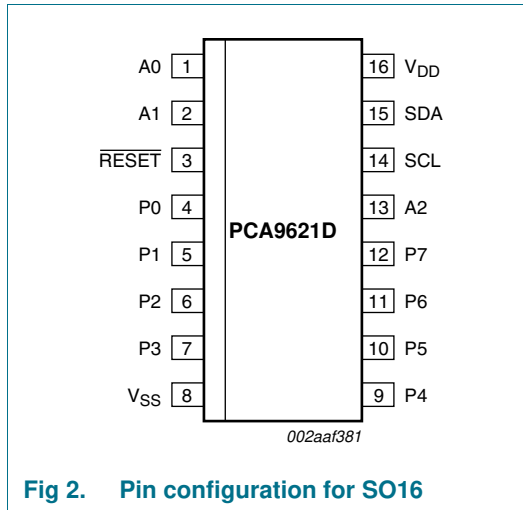 A0 1 16 VDD
A1 2 15 SDA
RESET 3 14 SCL
P0 4 13 A2
PCA9621D
P1 5 12 P7
P2 6 11 P6
P3 7 10 P5
VSS 8 9 P4
002aaf381
Fig 2. Pin configuration for SO16